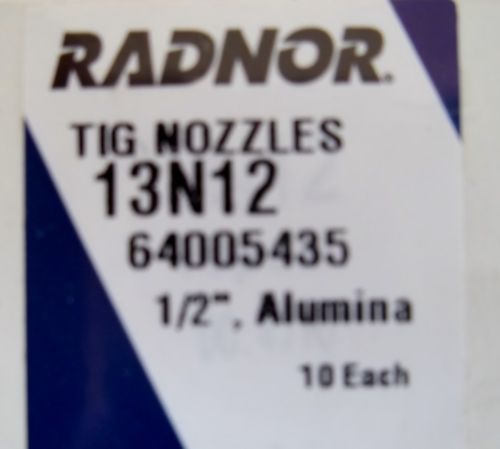 RADNOR.
TIG NOZZLES
13N12
64005435
1/2", Alumina
10 Each